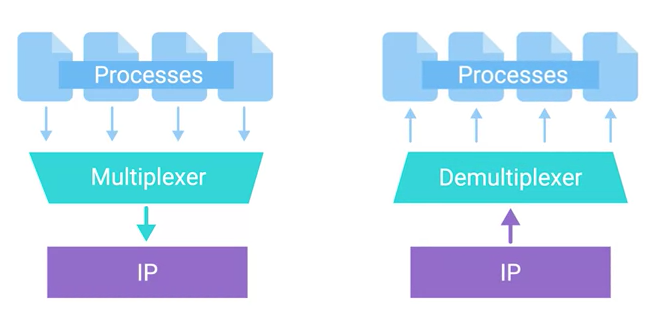 Processes
Multiplexer
IP
Processes
Demultiplexer
IP